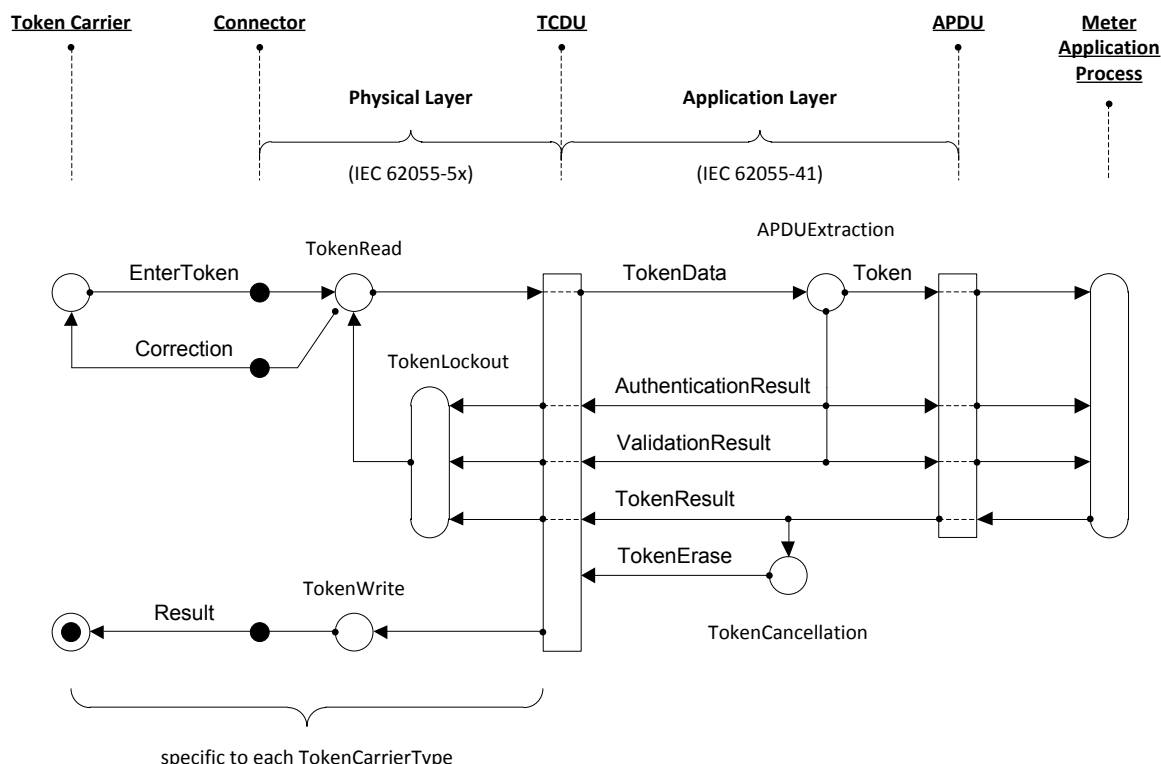 Token Carrier
Connector
TCDU
APDU
Meter
Application
Process
Physical Layer
Application Layer
(IEC 62055-5x)
(IEC 62055-41)
APDUExtraction
TokenRead
EnterToken
TokenData
Token
Correction
TokenLockout
AuthenticationResult
ValidationResult
TokenResult
TokenErase
TokenWrite
Result
TokenCancellation
specific to each TokenCarrierType